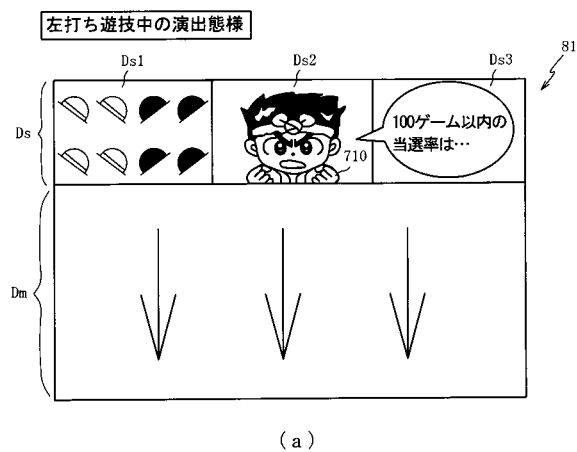 左打ち遊技中の演出態様
Ds1
Ds2
Ds3
81
Ds
100ゲーム以内の
当選率は…
710
Dm
(a)